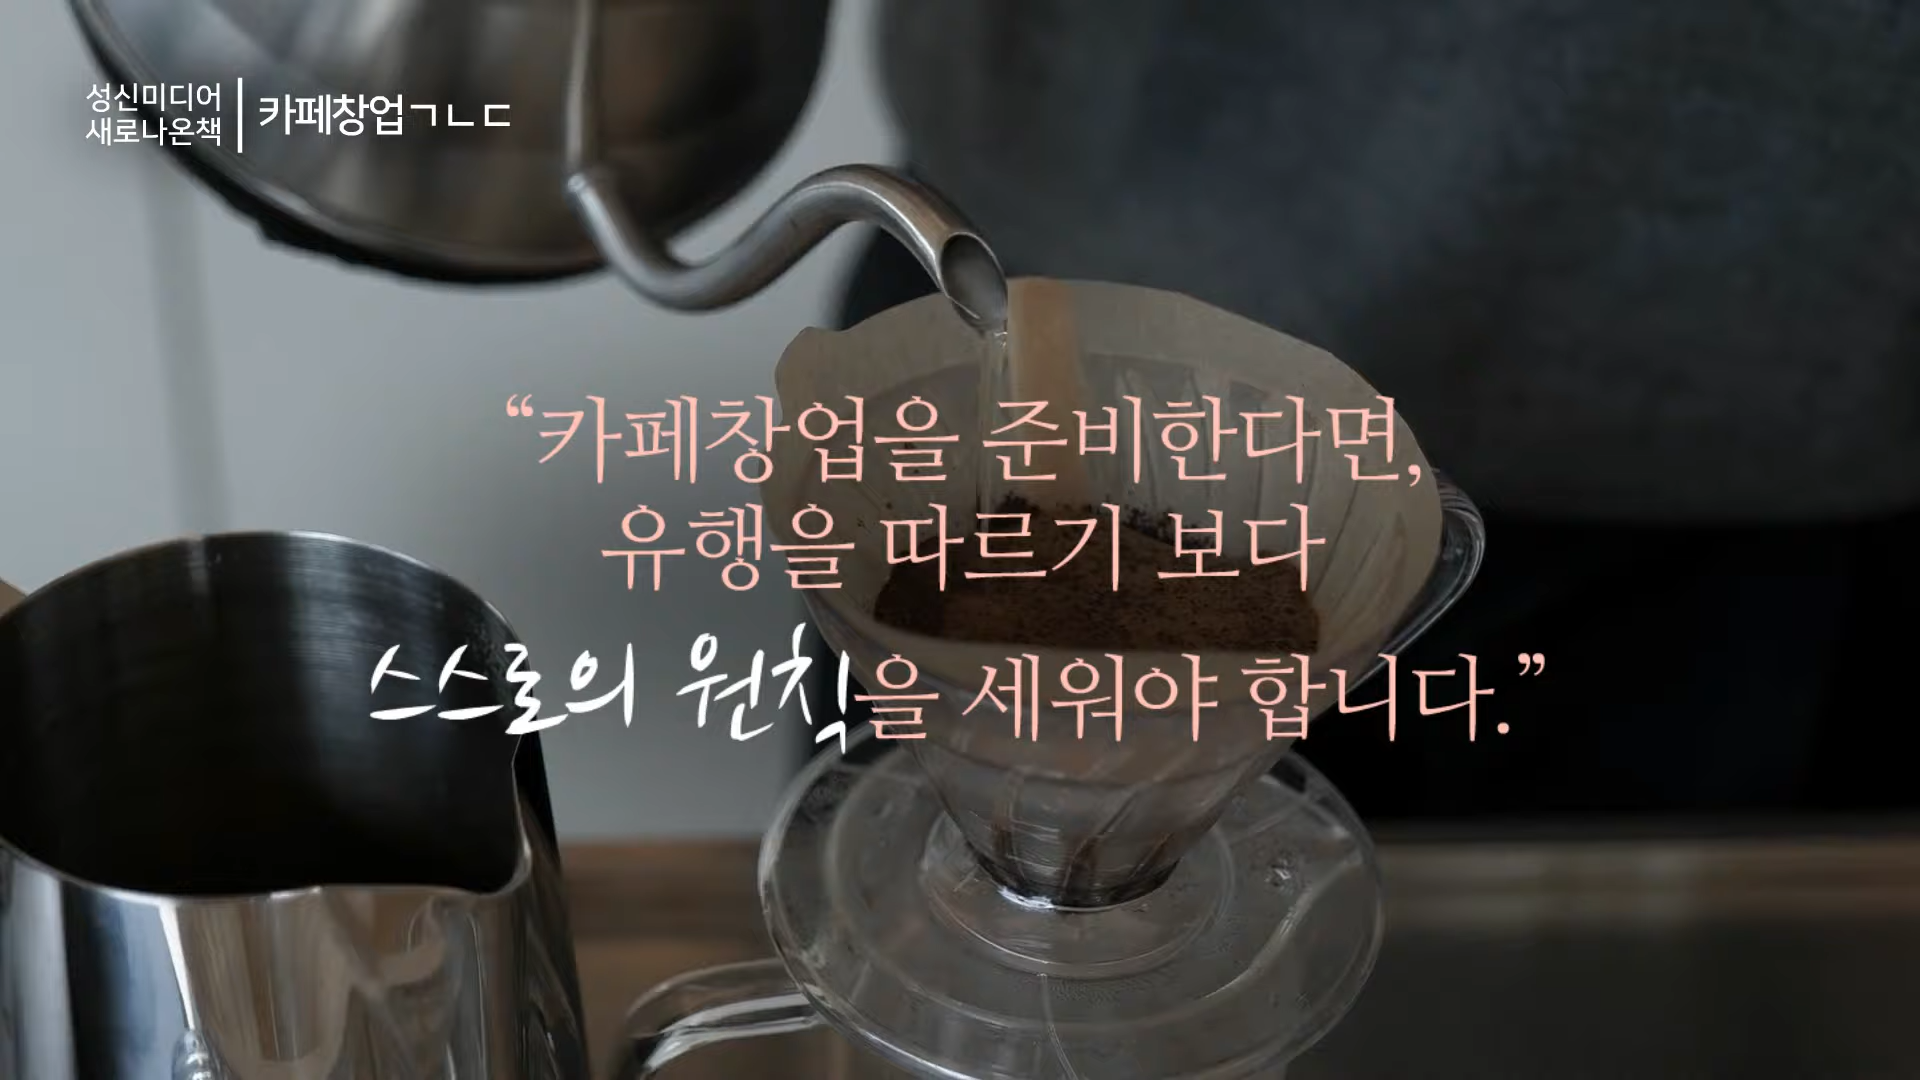 성신미디어
새로나온책
카페창업ㄱㄴㄷ
“카페창업을 준비한다면,
유행을 따르기 보다
스스로의 원칙을 세워야 합니다.”